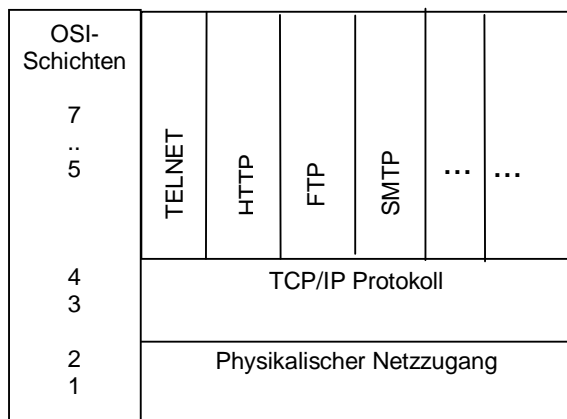 OSI-
Schichten
7
..
5
TELNET
HTTP
FTP
SMTP
...
...
4
TCP/IP Protokoll
3
2
Physikalischer Netzzugang
1